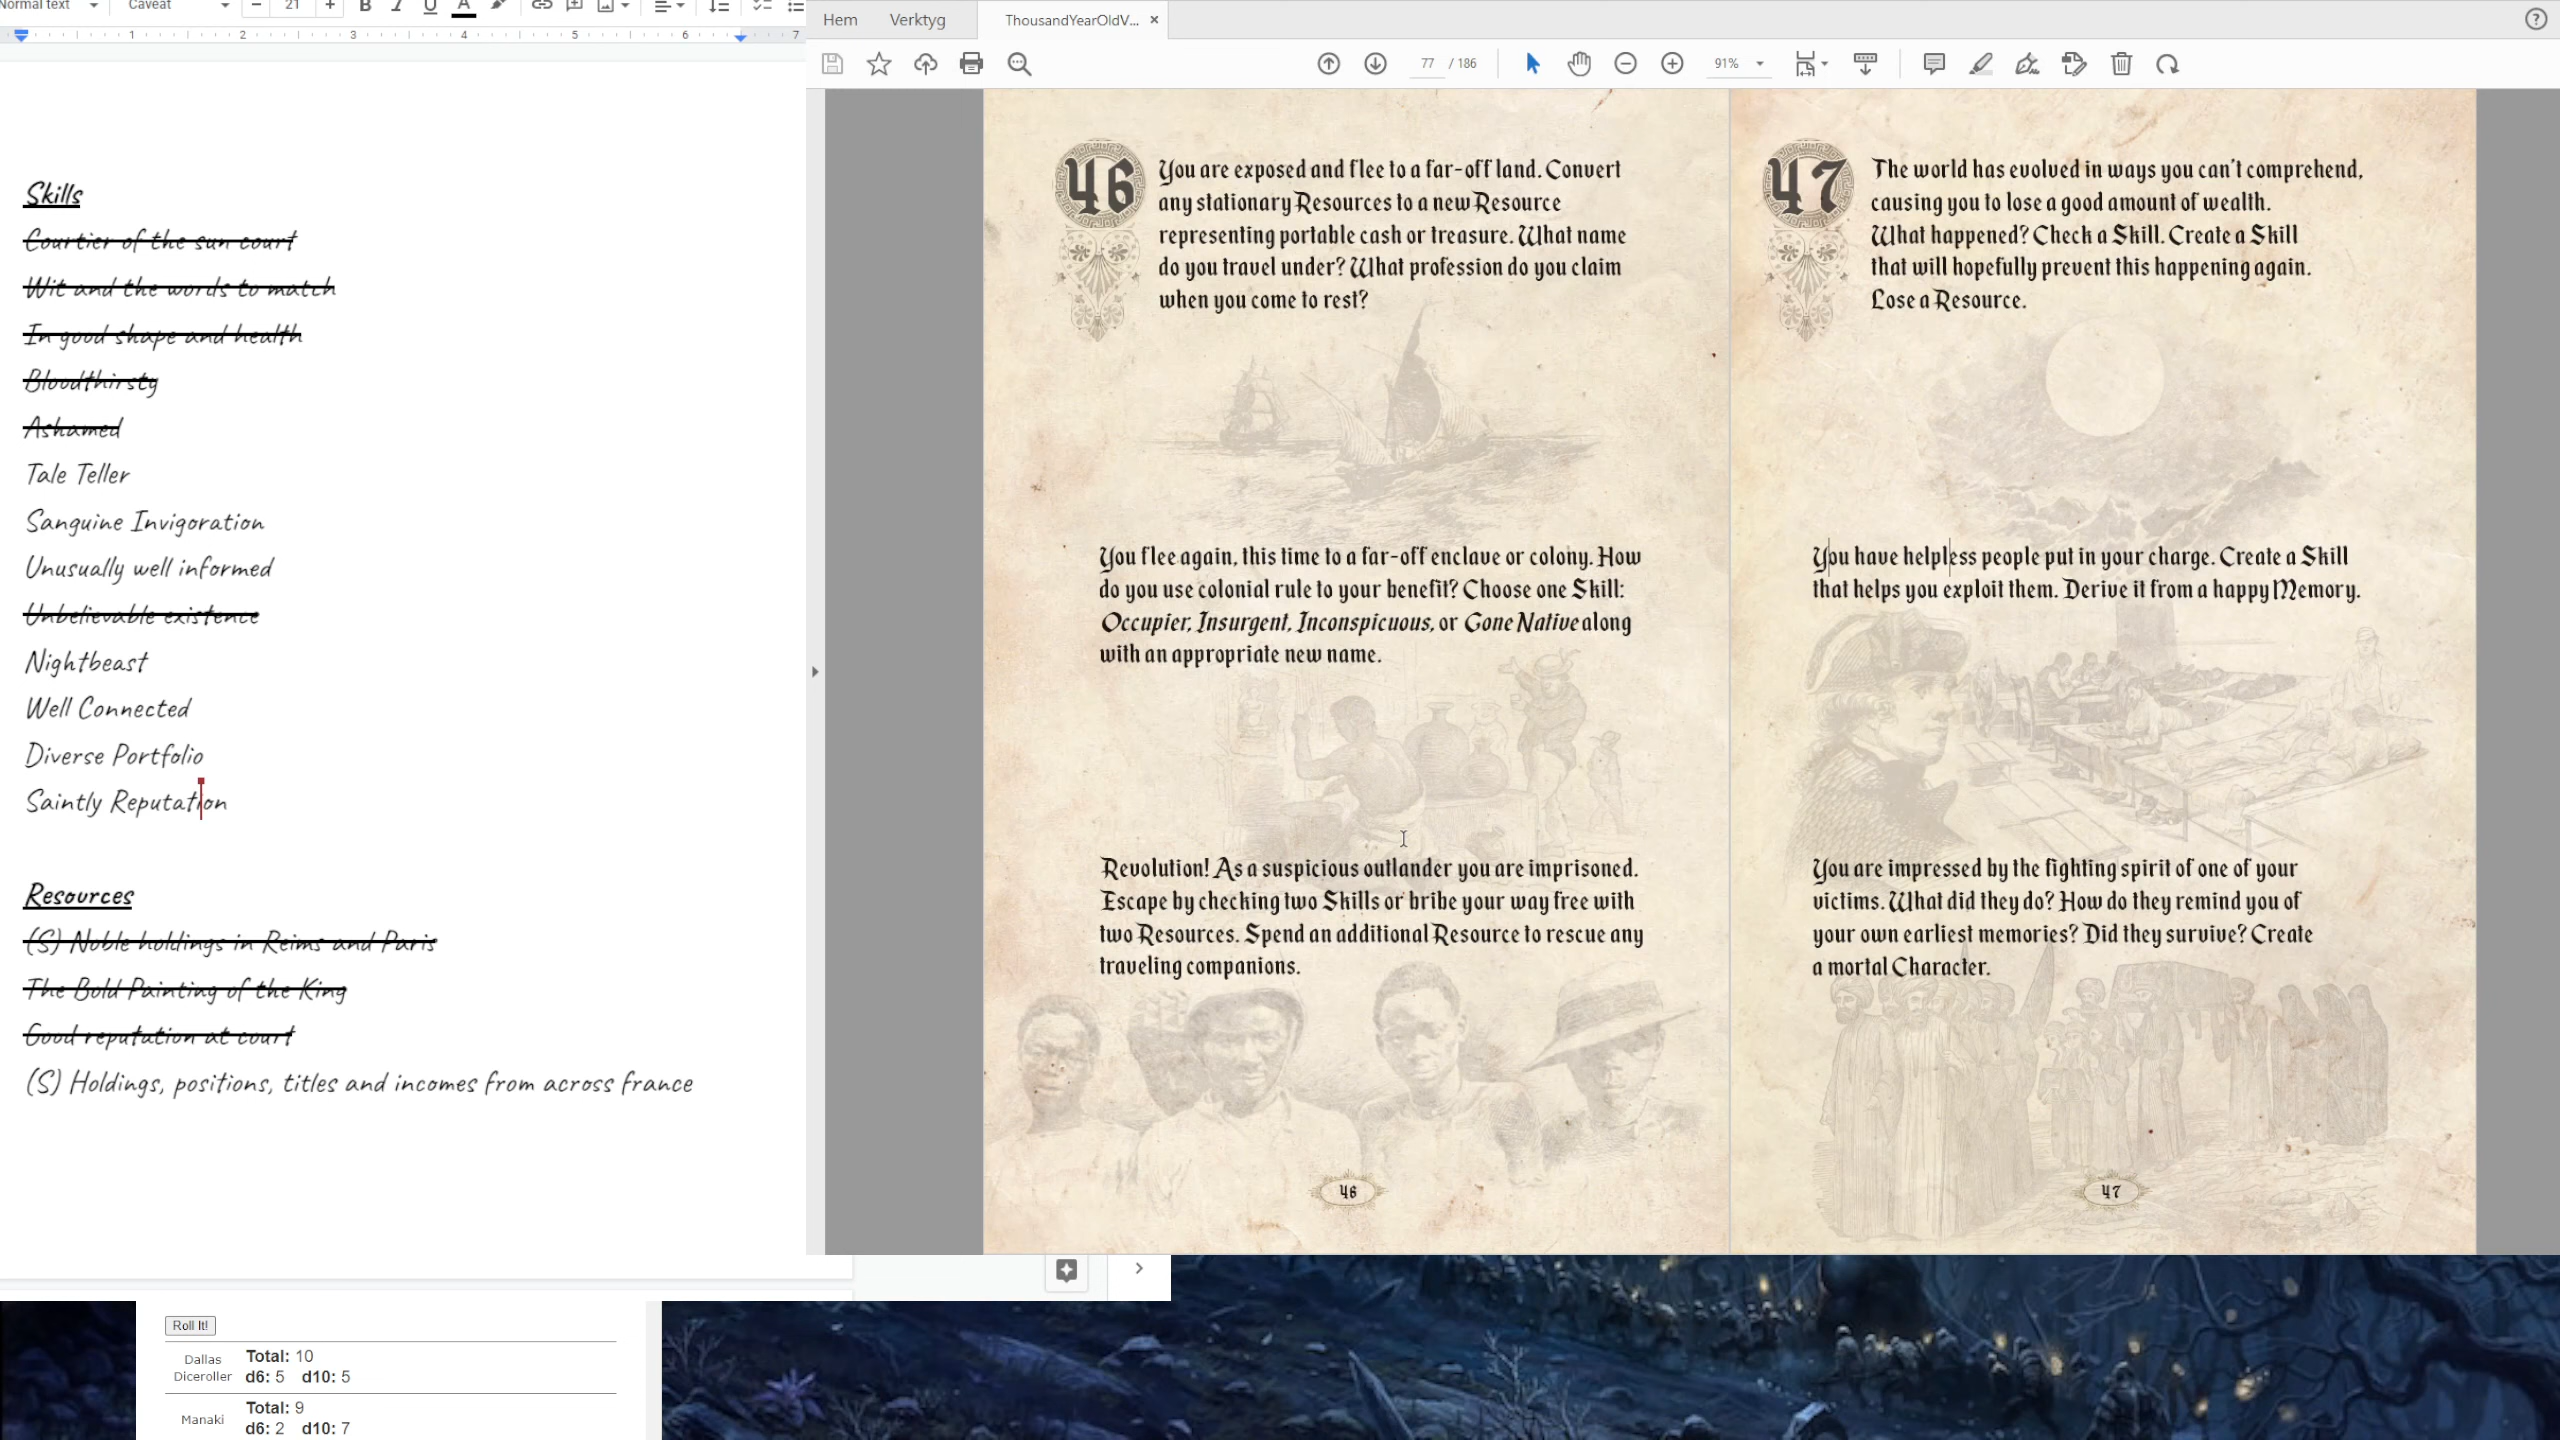 Normal text
Caveat
21
B I U A
1 2 3 4 5 6 7
Skills
Courtier of the sun court
Wit and the words to match
In good shape and health
Bloodthirsty
Ashamed
Tale Teller
Sanguine Invigoration
Unusually well informed
Unbelievable existence
Nightbeast
Well Connected
Diverse Portfolio
Saintly Reputation
Resources
(S) Noble holdings in Reims and Paris
The Bold Painting of the King
Good reputation at court
(S) Holdings, positions, titles and incomes from across france
Hem
Verktyg
ThousandYearOldV...
77 / 186
91%
46
You are exposed and flee to a far-off land. Convert
any stationary Resources to a new Resource
representing portable cash or treasure. What name
do you travel under? What profession do you claim
when you come to rest?
You flee again, this time to a far-off enclave or colony. How
do you use colonial rule to your benefit? Choose one Skill:
Occupier, Insurgent, Inconspicuous, or Gone Native along
with an appropriate new name.
Revolution! As a suspicious outlander you are imprisoned.
Escape by checking two Skills or bribe your way free with
two Resources. Spend an additional Resource to rescue any
traveling companions.
46
47
The world has evolved in ways you can't comprehend,
causing you to lose a good amount of wealth.
What happened? Check a Skill. Create a Skill
that will hopefully prevent this happening again.
Lose a Resource.
You have helpless people put in your charge. Create a Skill
that helps you exploit them. Derive it from a happy Memory.
You are impressed by the fighting spirit of one of your
victims. What did they do? How do they remind you of
your own earliest memories? Did they survive? Create
a mortal Character.
47
Roll It!
Dallas
Diceroller
Total: 10
d6: 5 d10: 5
Manaki
Total: 9
d6: 2 d10: 7